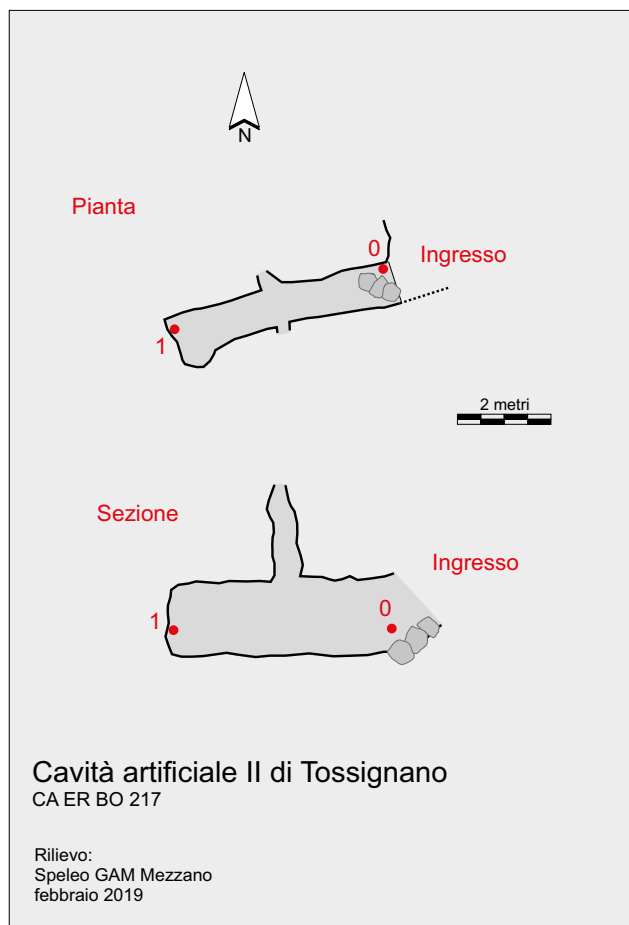 N
Pianta
0
Ingresso
1
2 metri
Sezione
Ingresso
0
1
Cavità artificiale II di Tossignano
CA ER BO 217
Rilievo:
Speleo GAM Mezzano
febbraio 2019